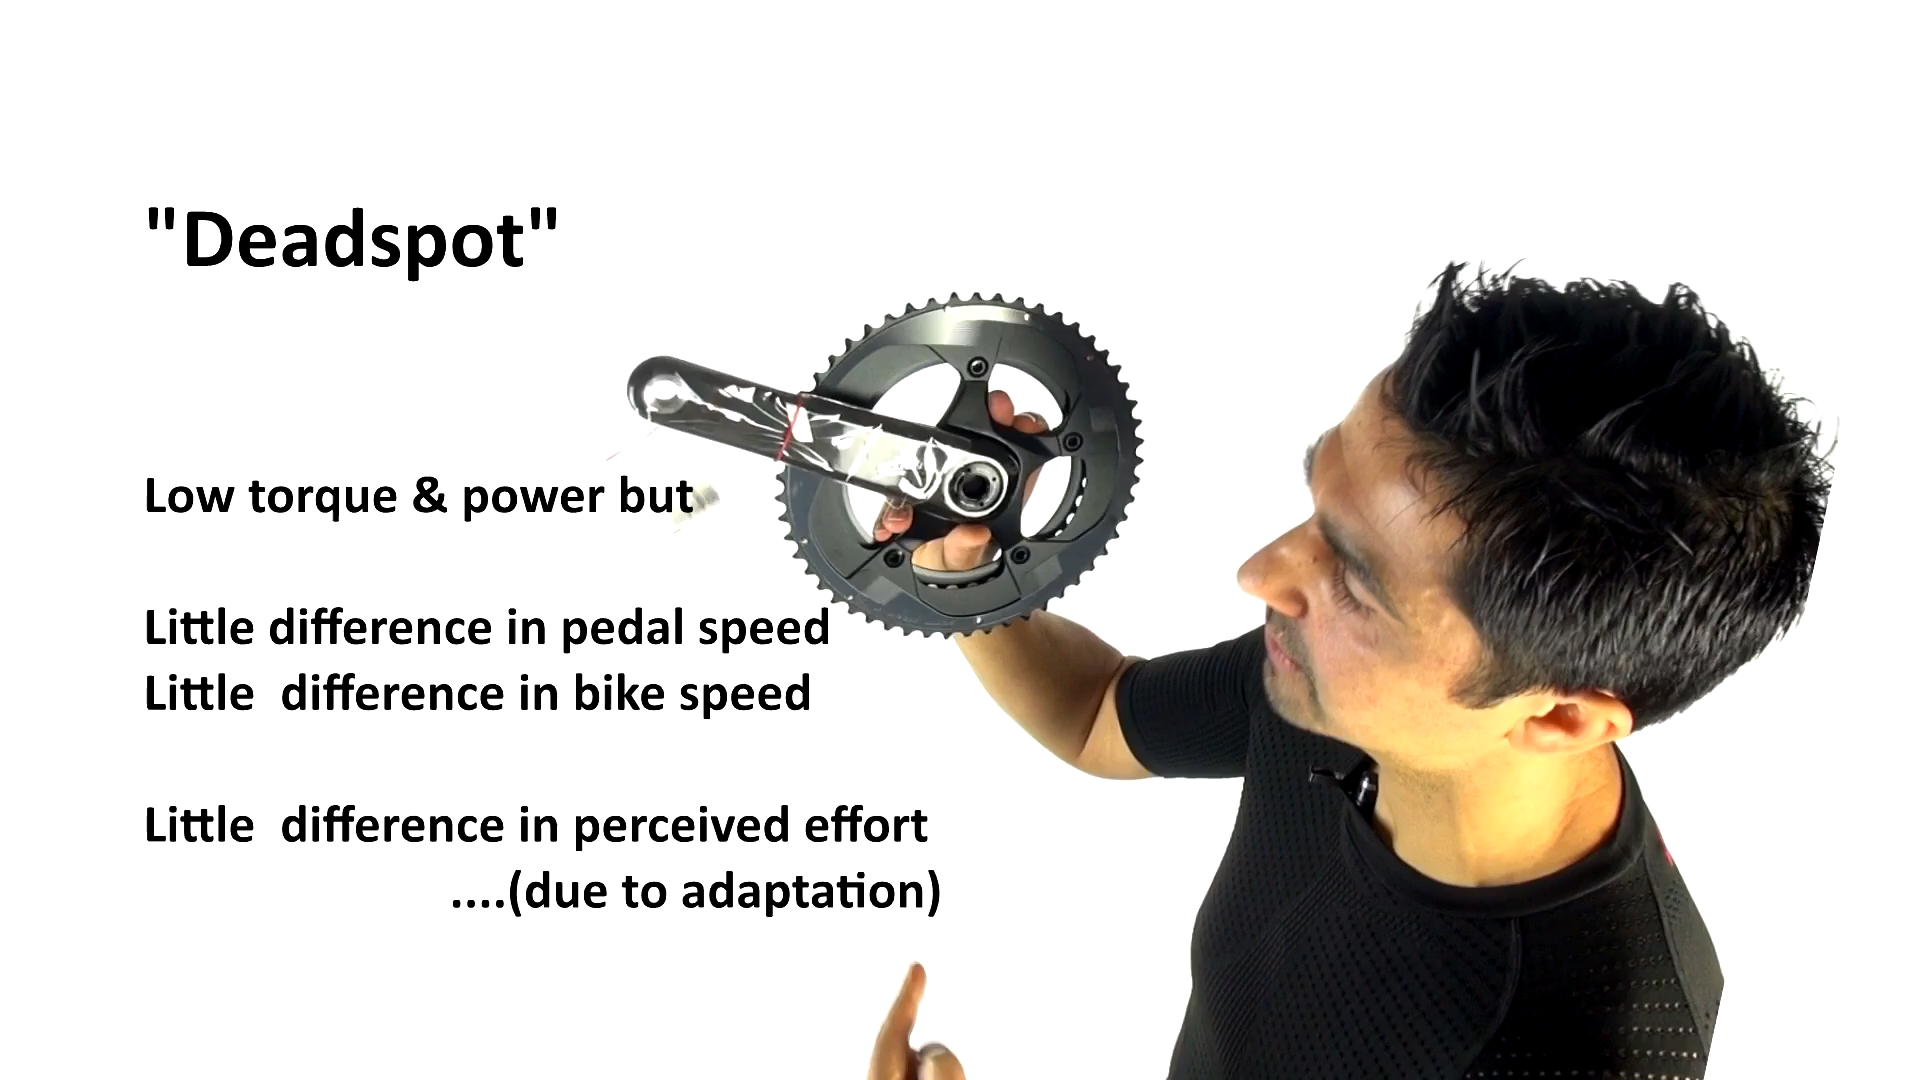 "Deadspot"
Low torque & power but
Little difference in pedal speed
Little  difference in bike speed
Little  difference in perceived effort
....(due to adaptation)